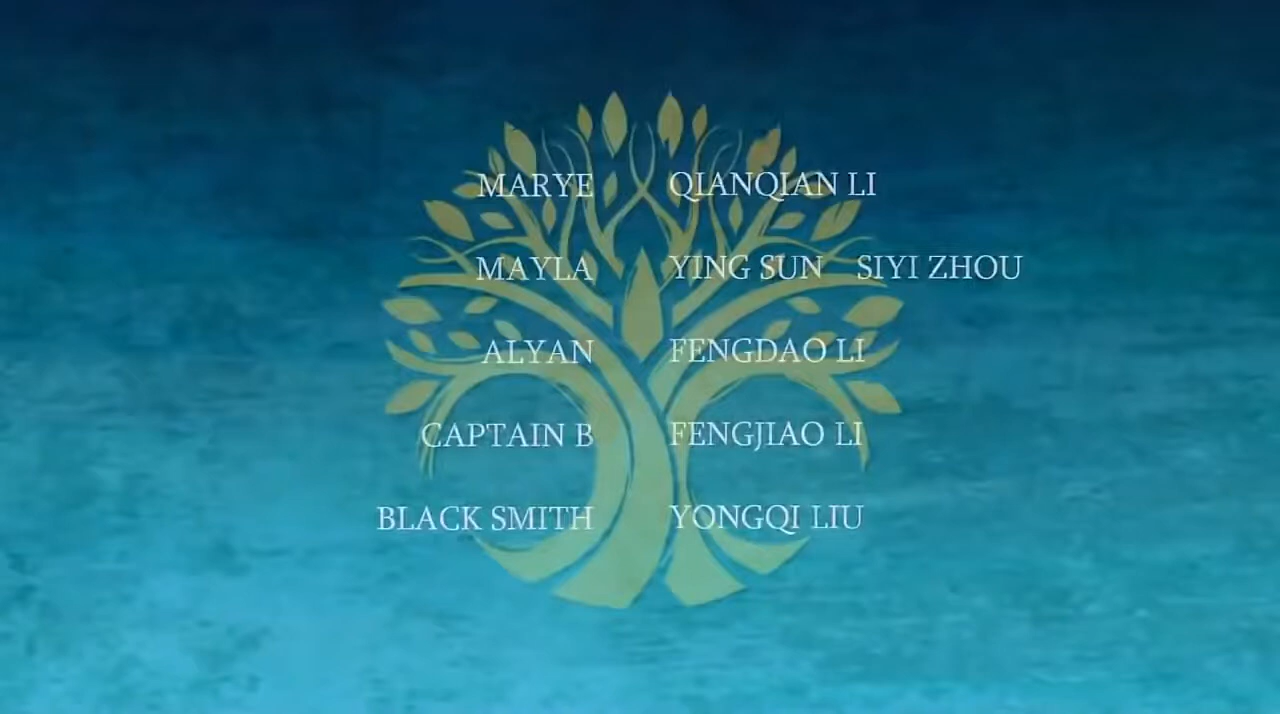 MARYE QIANQIAN LI
MAYLA YING SUN SIYI ZHOU
ALYAN FENGDAO LI
CAPTAIN B FENGJIAO LI
BLACK SMITH YONGQI LIU